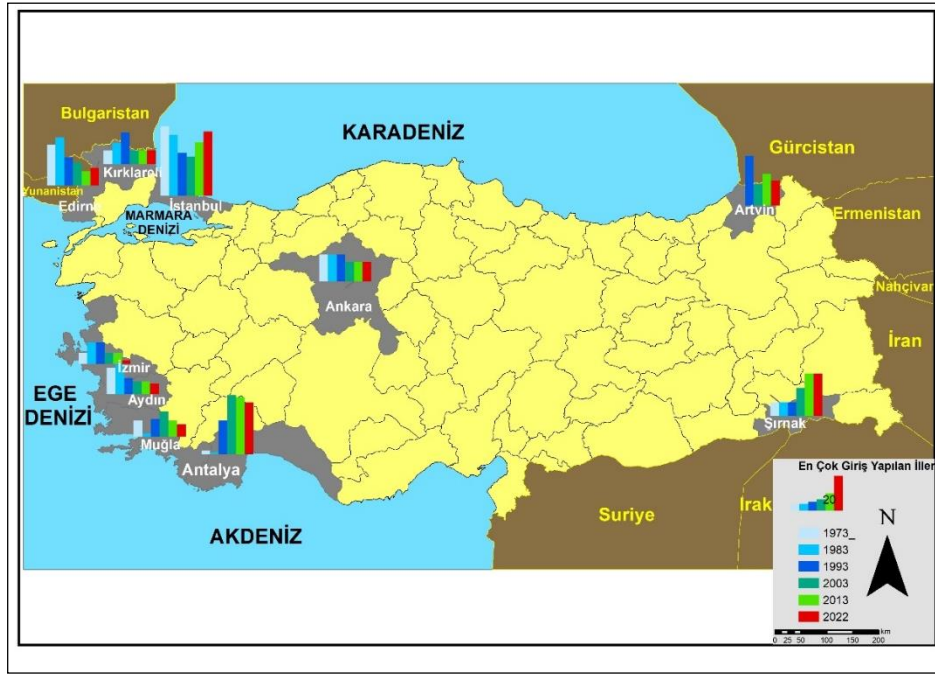 Bulgaristan
KARADENİZ
Gürcistan
Kırklareli
Yunanistan
Edirne
İstanbul
MARMARA
DENİZİ
Artvin
Ermenistan
Nahçivan
Ankara
İran
İzmir
EGE
DENİZİ
Aydın
Muğla
Antalya
Şırnak
AKDENİZ
Suriye
Irak
En Çok Giriş Yapılan İller
20
N
1973_
1983
1993
2003
2013
2022
0 25 50 100 150 200
km